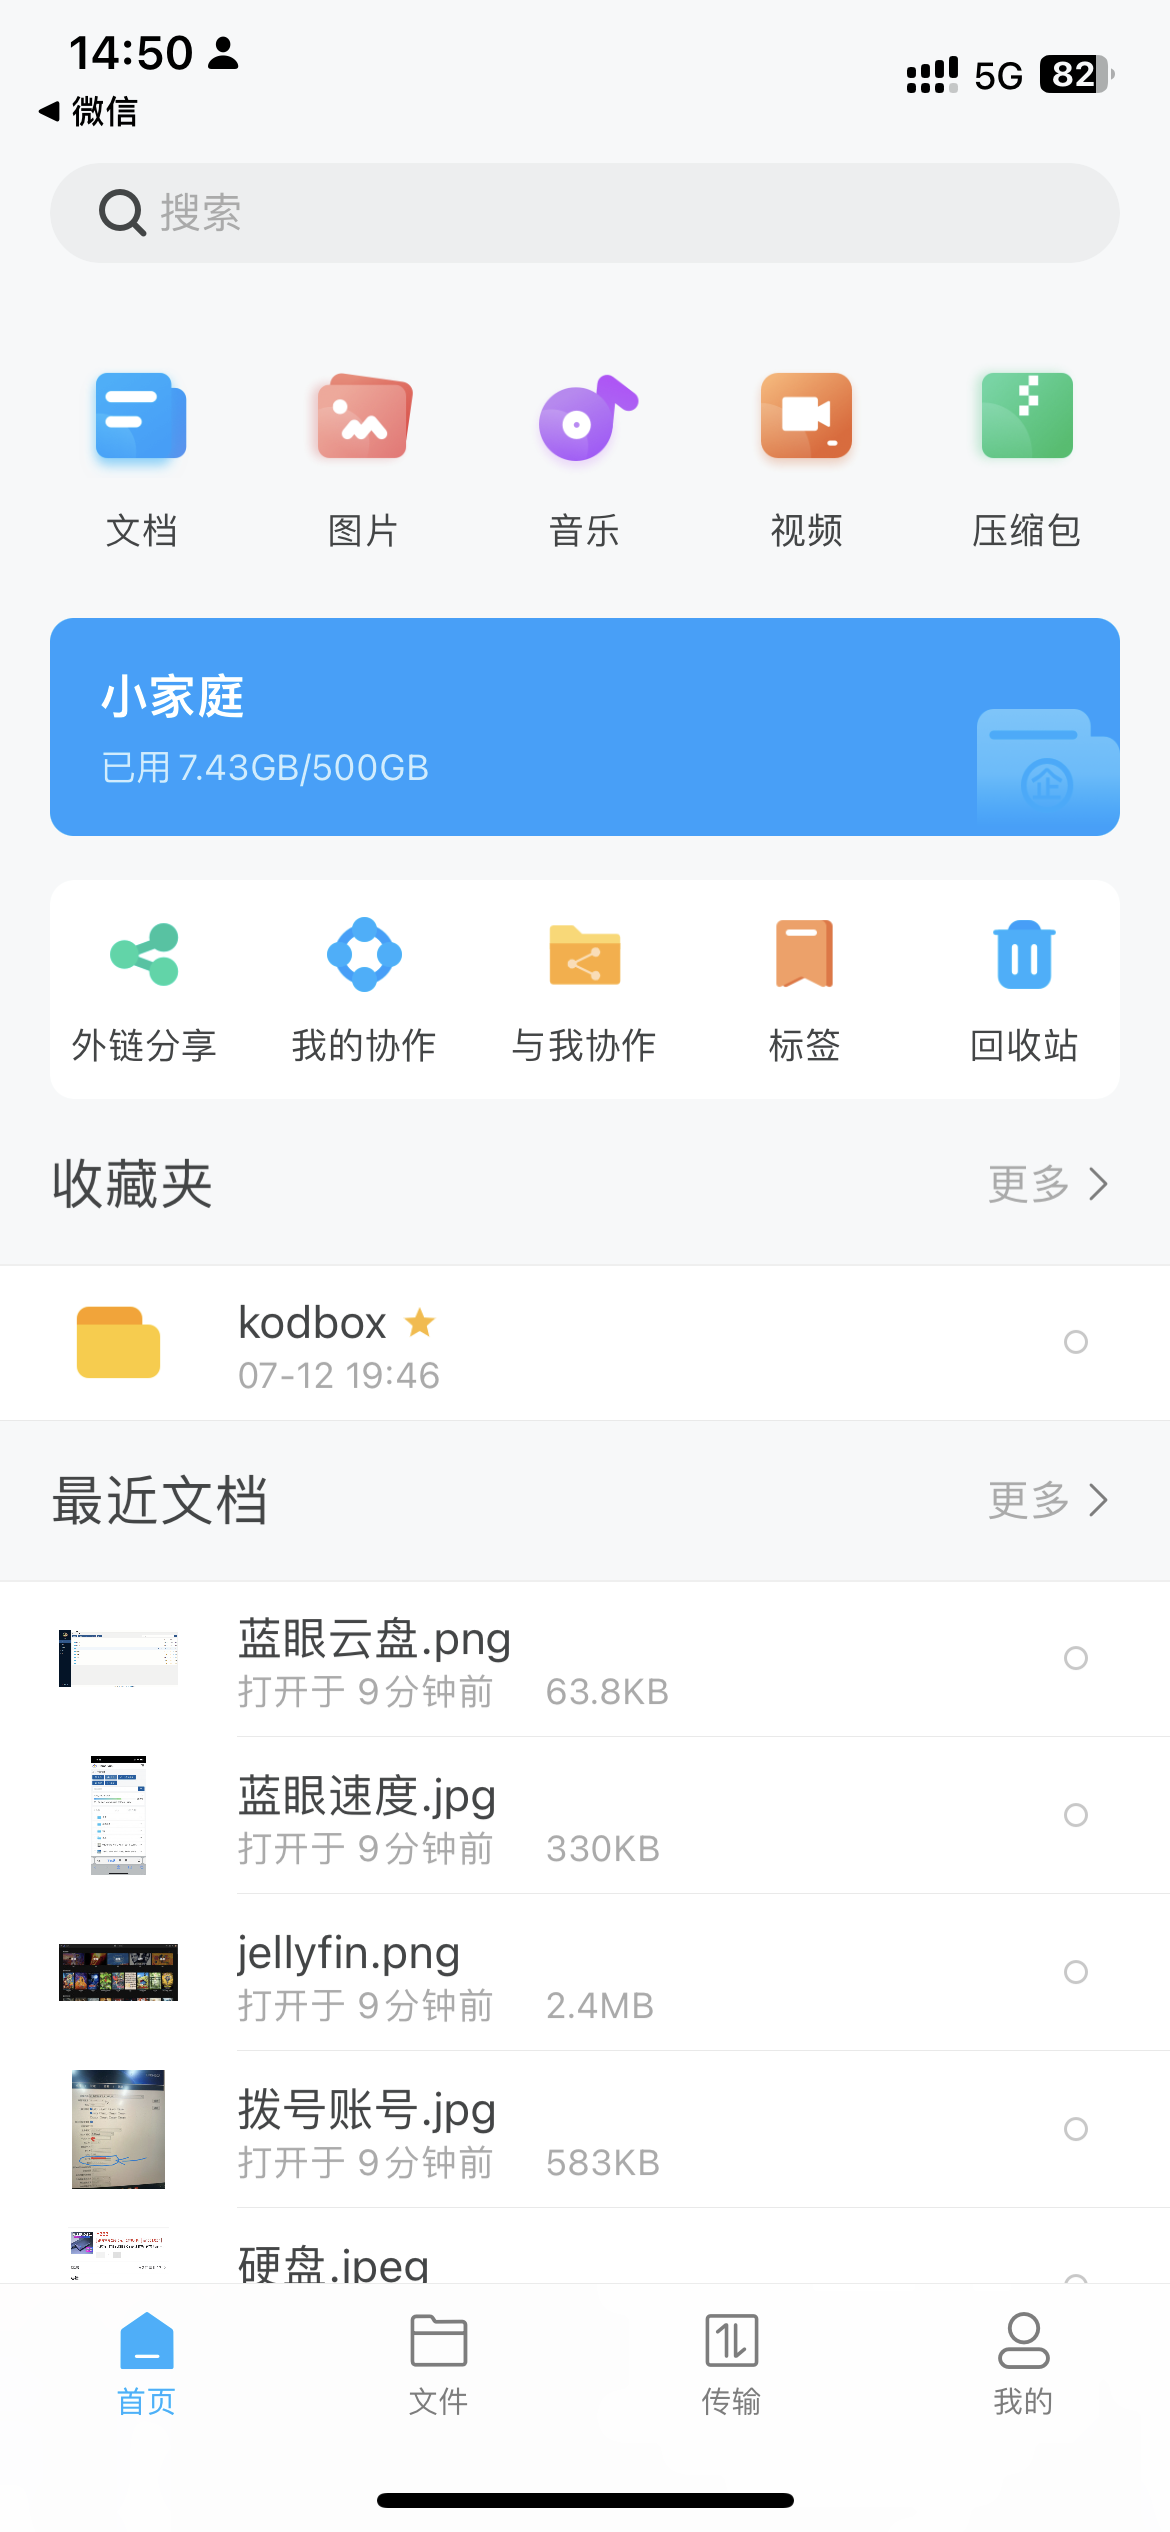 14:50
5G 82
微信
搜索
文档 图片 音乐 视频 压缩包
小家庭
已用 7.43GB/500GB
企
外链分享 我的协作 与我协作 标签 回收站
收藏夹 更多
kodbox
07-12 19:46
最近文档 更多
蓝眼云盘.png
打开于 9分钟前 63.8KB
蓝眼速度.jpg
打开于 9分钟前 330KB
jellyfin.png
打开于 9分钟前 2.4MB
拨号账号.jpg
打开于 9分钟前 583KB
硬盘.jpeg
首页 文件 传输 我的